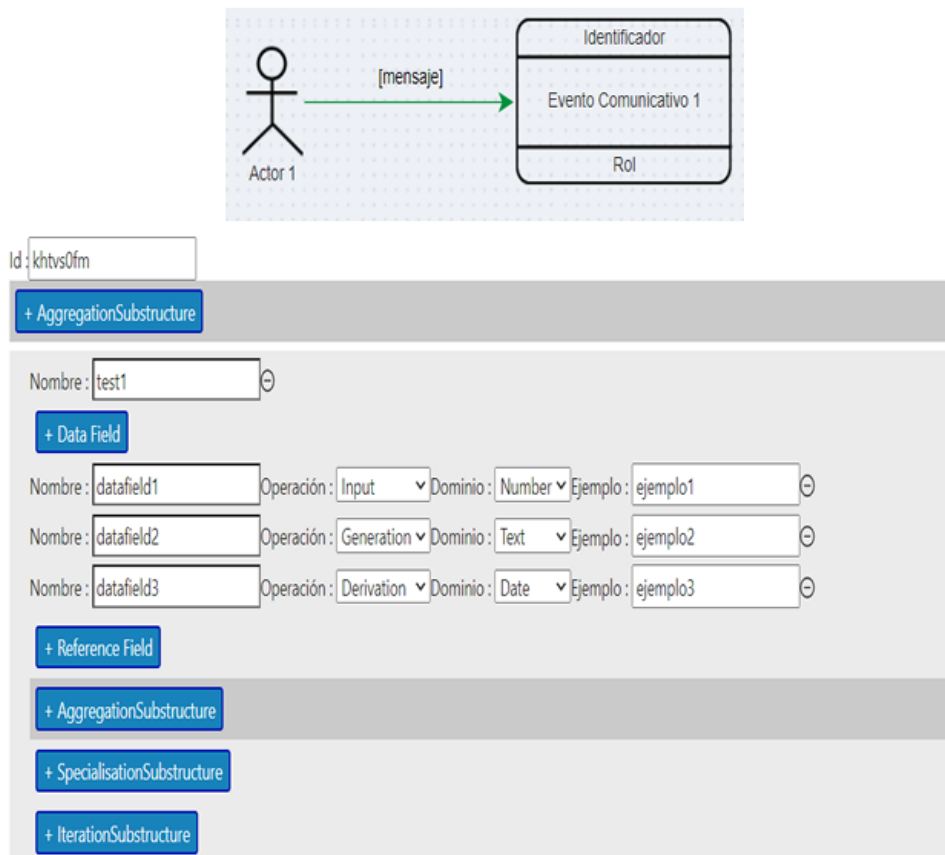 Identificador
[mensaje]
Evento Comunicativo 1
Actor 1
Rol
Id : khtvs0fm
+ AggregationSubstructure
Nombre : test1
+ Data Field
Nombre : datafield1 Operación : Input Dominio : Number Ejemplo : ejemplo1
Nombre : datafield2 Operación : Generation Dominio : Text Ejemplo : ejemplo2
Nombre : datafield3 Operación : Derivation Dominio : Date Ejemplo : ejemplo3
+ Reference Field
+ AggregationSubstructure
+ SpecialisationSubstructure
+ IterationSubstructure